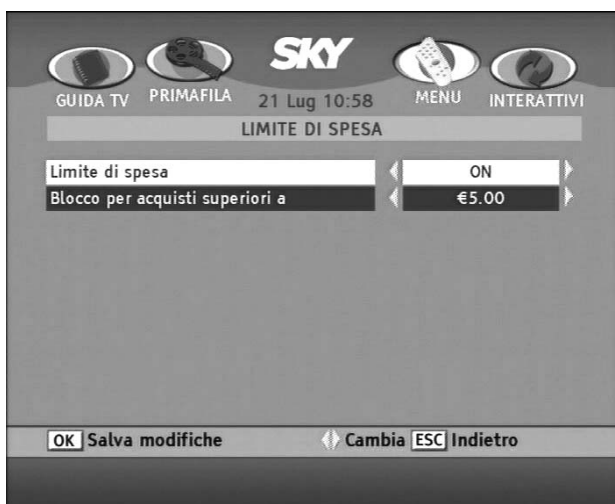 SKY
GUIDA TV PRIMAFILA 21 Lug 10:58 MENU INTERATTIVI
LIMITE DI SPESA
Limite di spesa ON
Blocco per acquisti superiori a €5.00
OK Salva modifiche Cambia ESC Indietro